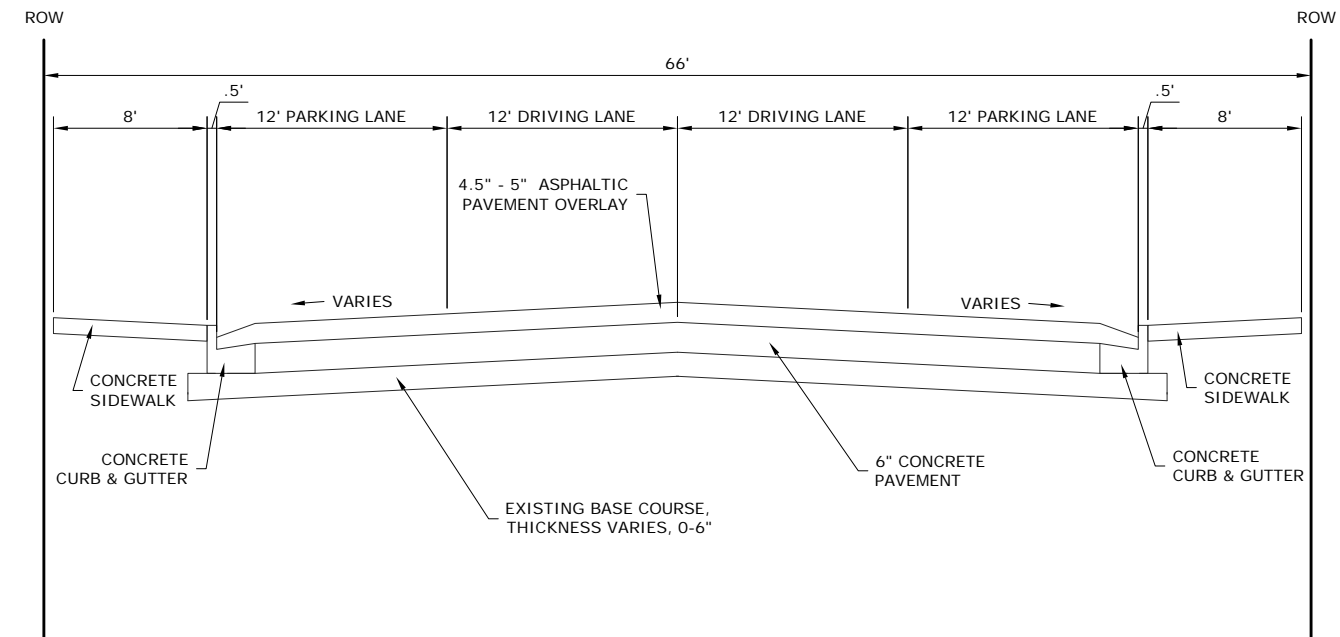 ROW
ROW
66'
.5'
.5'
8'
12' PARKING LANE
12' DRIVING LANE
12' DRIVING LANE
12' PARKING LANE
8'
4.5" - 5" ASPHALTIC
PAVEMENT OVERLAY
VARIES
VARIES
CONCRETE
SIDEWALK
CONCRETE
SIDEWALK
CONCRETE
CURB & GUTTER
6" CONCRETE
PAVEMENT
CONCRETE
CURB & GUTTER
EXISTING BASE COURSE,
THICKNESS VARIES, 0-6"